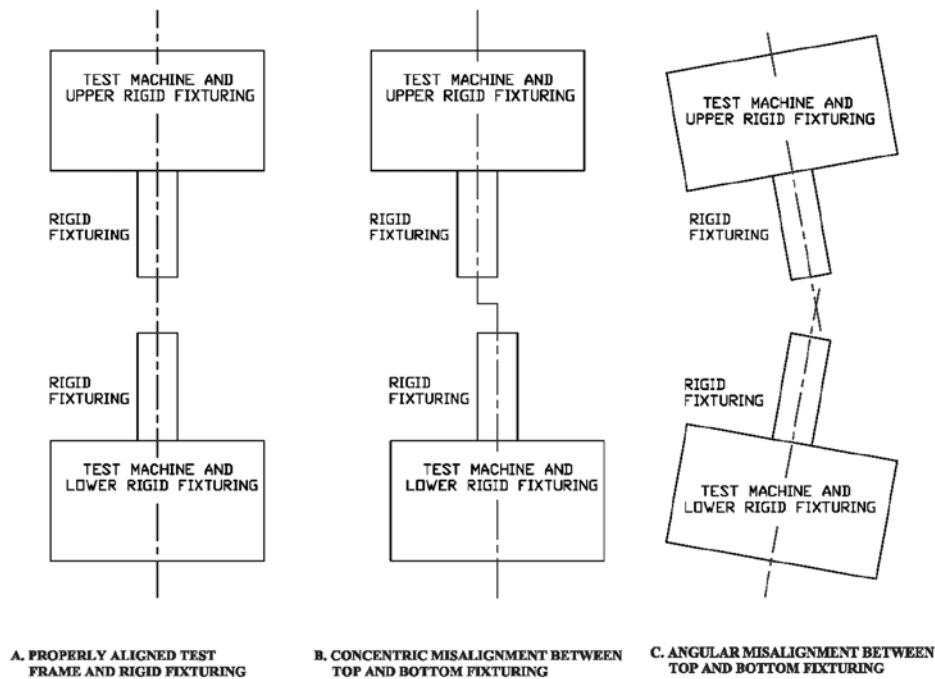 TEST MACHINE AND
UPPER RIGID FIXTURING
RIGID
FIXTURING
RIGID
FIXTURING
TEST MACHINE AND
LOWER RIGID FIXTURING
A. PROPERLY ALIGNED TEST
FRAME AND RIGID FIXTURING
TEST MACHINE AND
UPPER RIGID FIXTURING
RIGID
FIXTURING
RIGID
FIXTURING
TEST MACHINE AND
LOWER RIGID FIXTURING
B. CONCENTRIC MISALIGNMENT BETWEEN
TOP AND BOTTOM FIXTURING
TEST MACHINE AND
UPPER RIGID FIXTURING
RIGID
FIXTURING
RIGID
FIXTURING
TEST MACHINE AND
LOWER RIGID FIXTURING
C. ANGULAR MISALIGNMENT BETWEEN
TOP AND BOTTOM FIXTURING